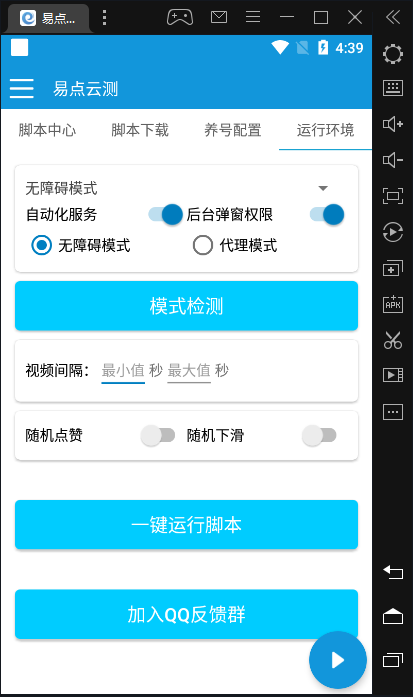 易点...
4:39
易点云测
脚本中心 脚本下载 养号配置 运行环境
无障碍模式
自动化服务 后台弹窗权限
无障碍模式 代理模式
模式检测
视频间隔： 最小值 秒 最大值 秒
随机点赞 随机下滑
一键运行脚本
加入QQ反馈群
APK